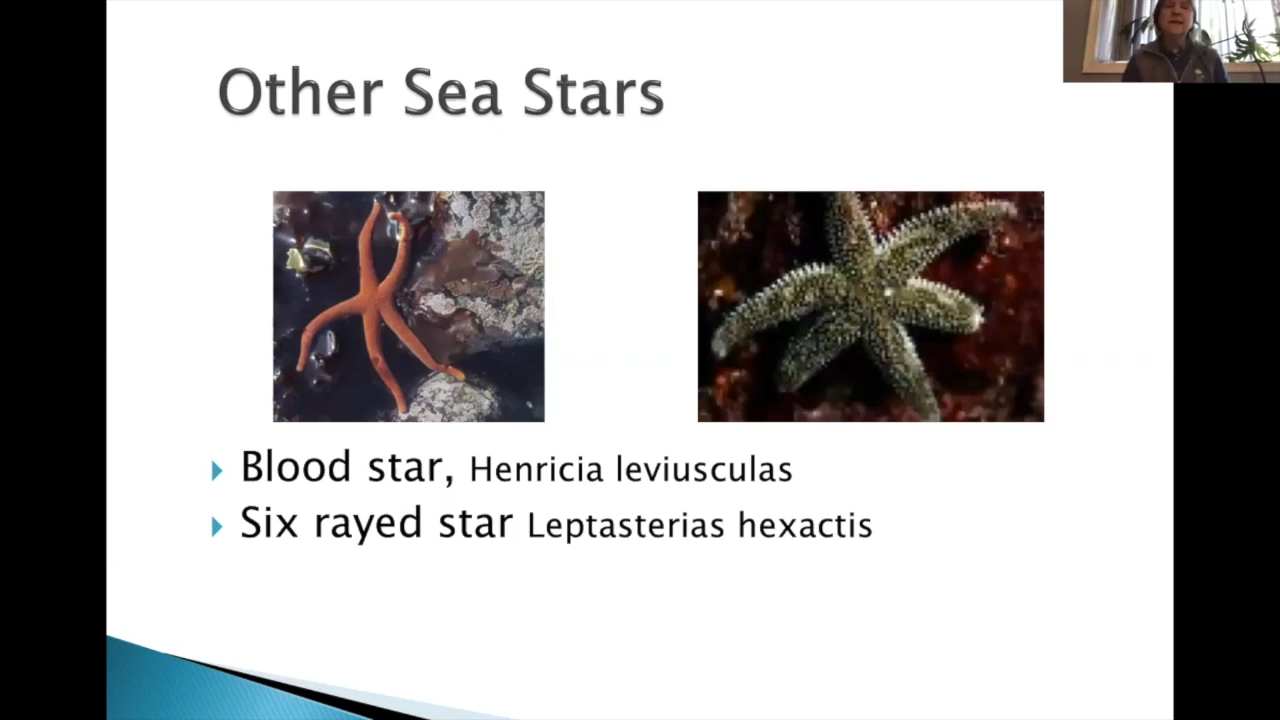 Other Sea Stars
Blood star, Henricia leviusculas
Six rayed star Leptasterias hexactis